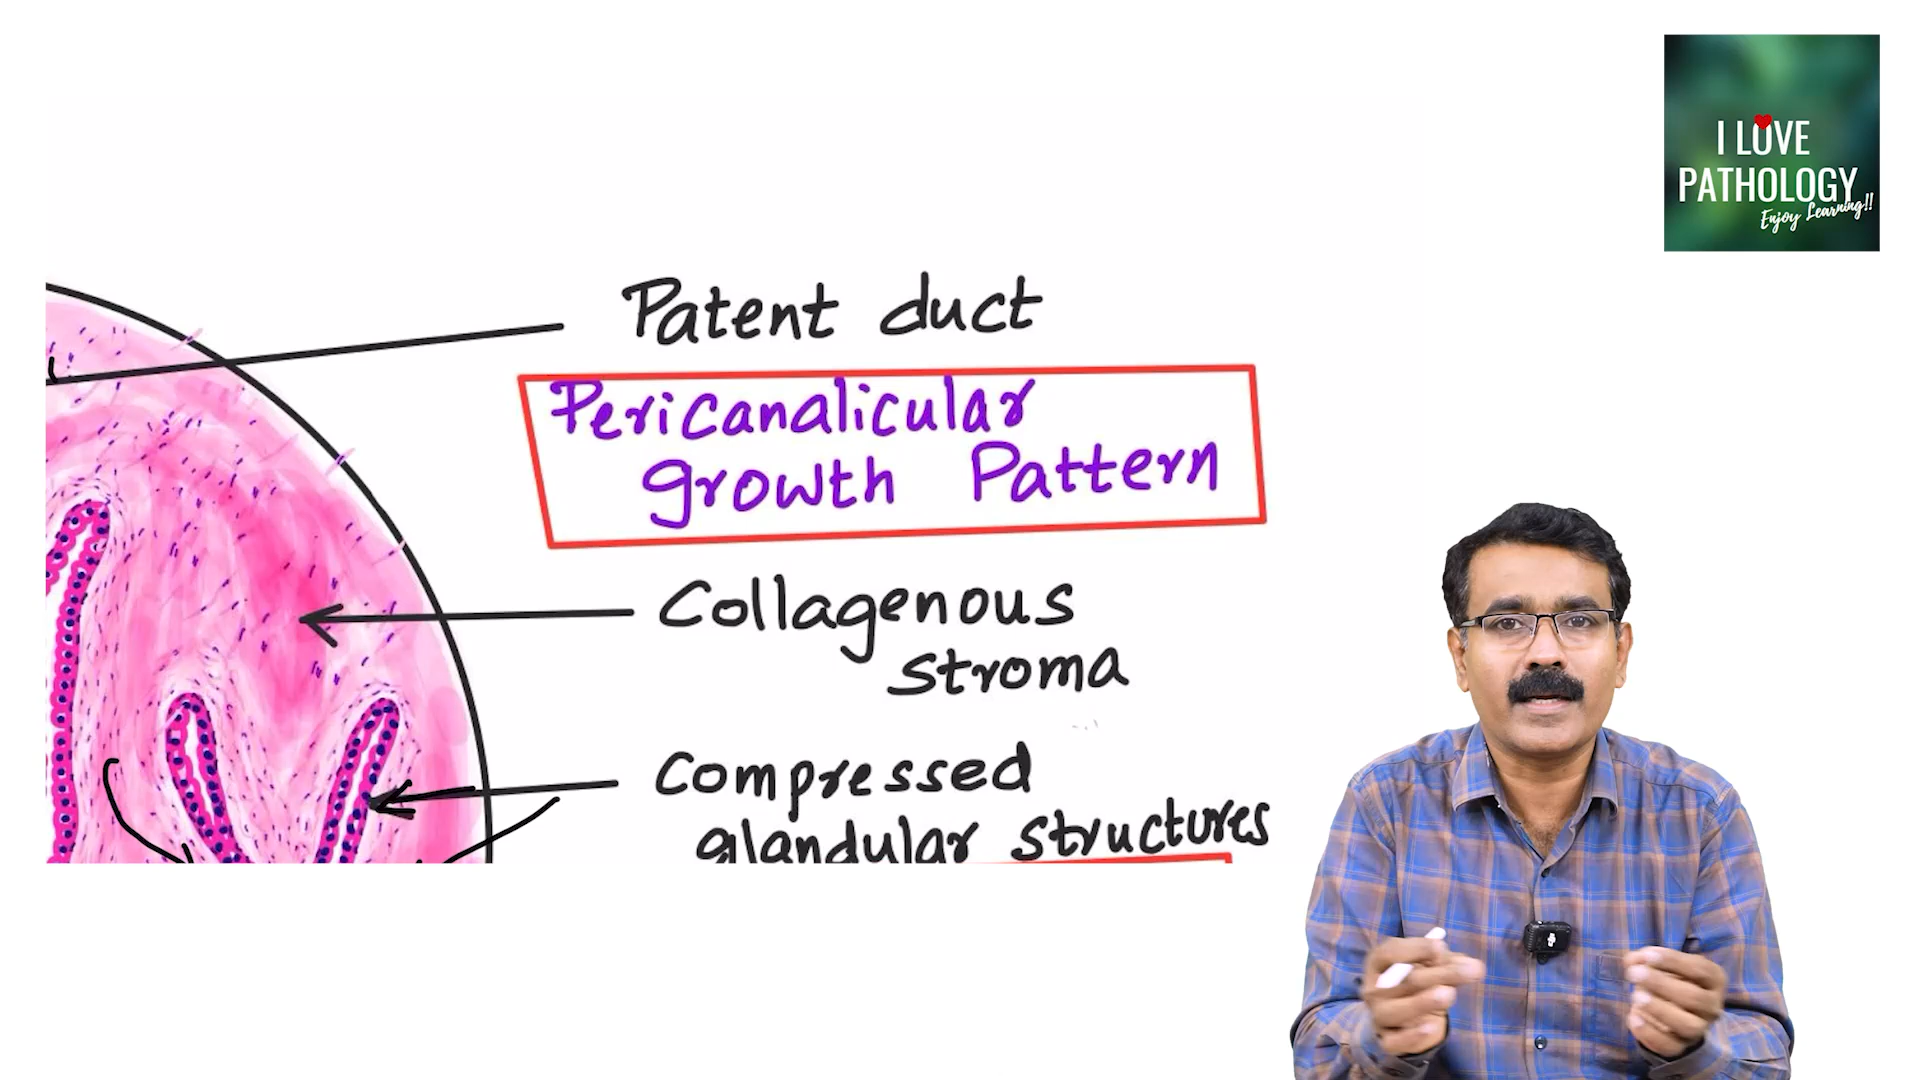 I LOVE
PATHOLOGY
Enjoy Learning!!
Patent duct
Pericanalicular
growth Pattern
Collagenous
stroma
Compressed
glandular structures